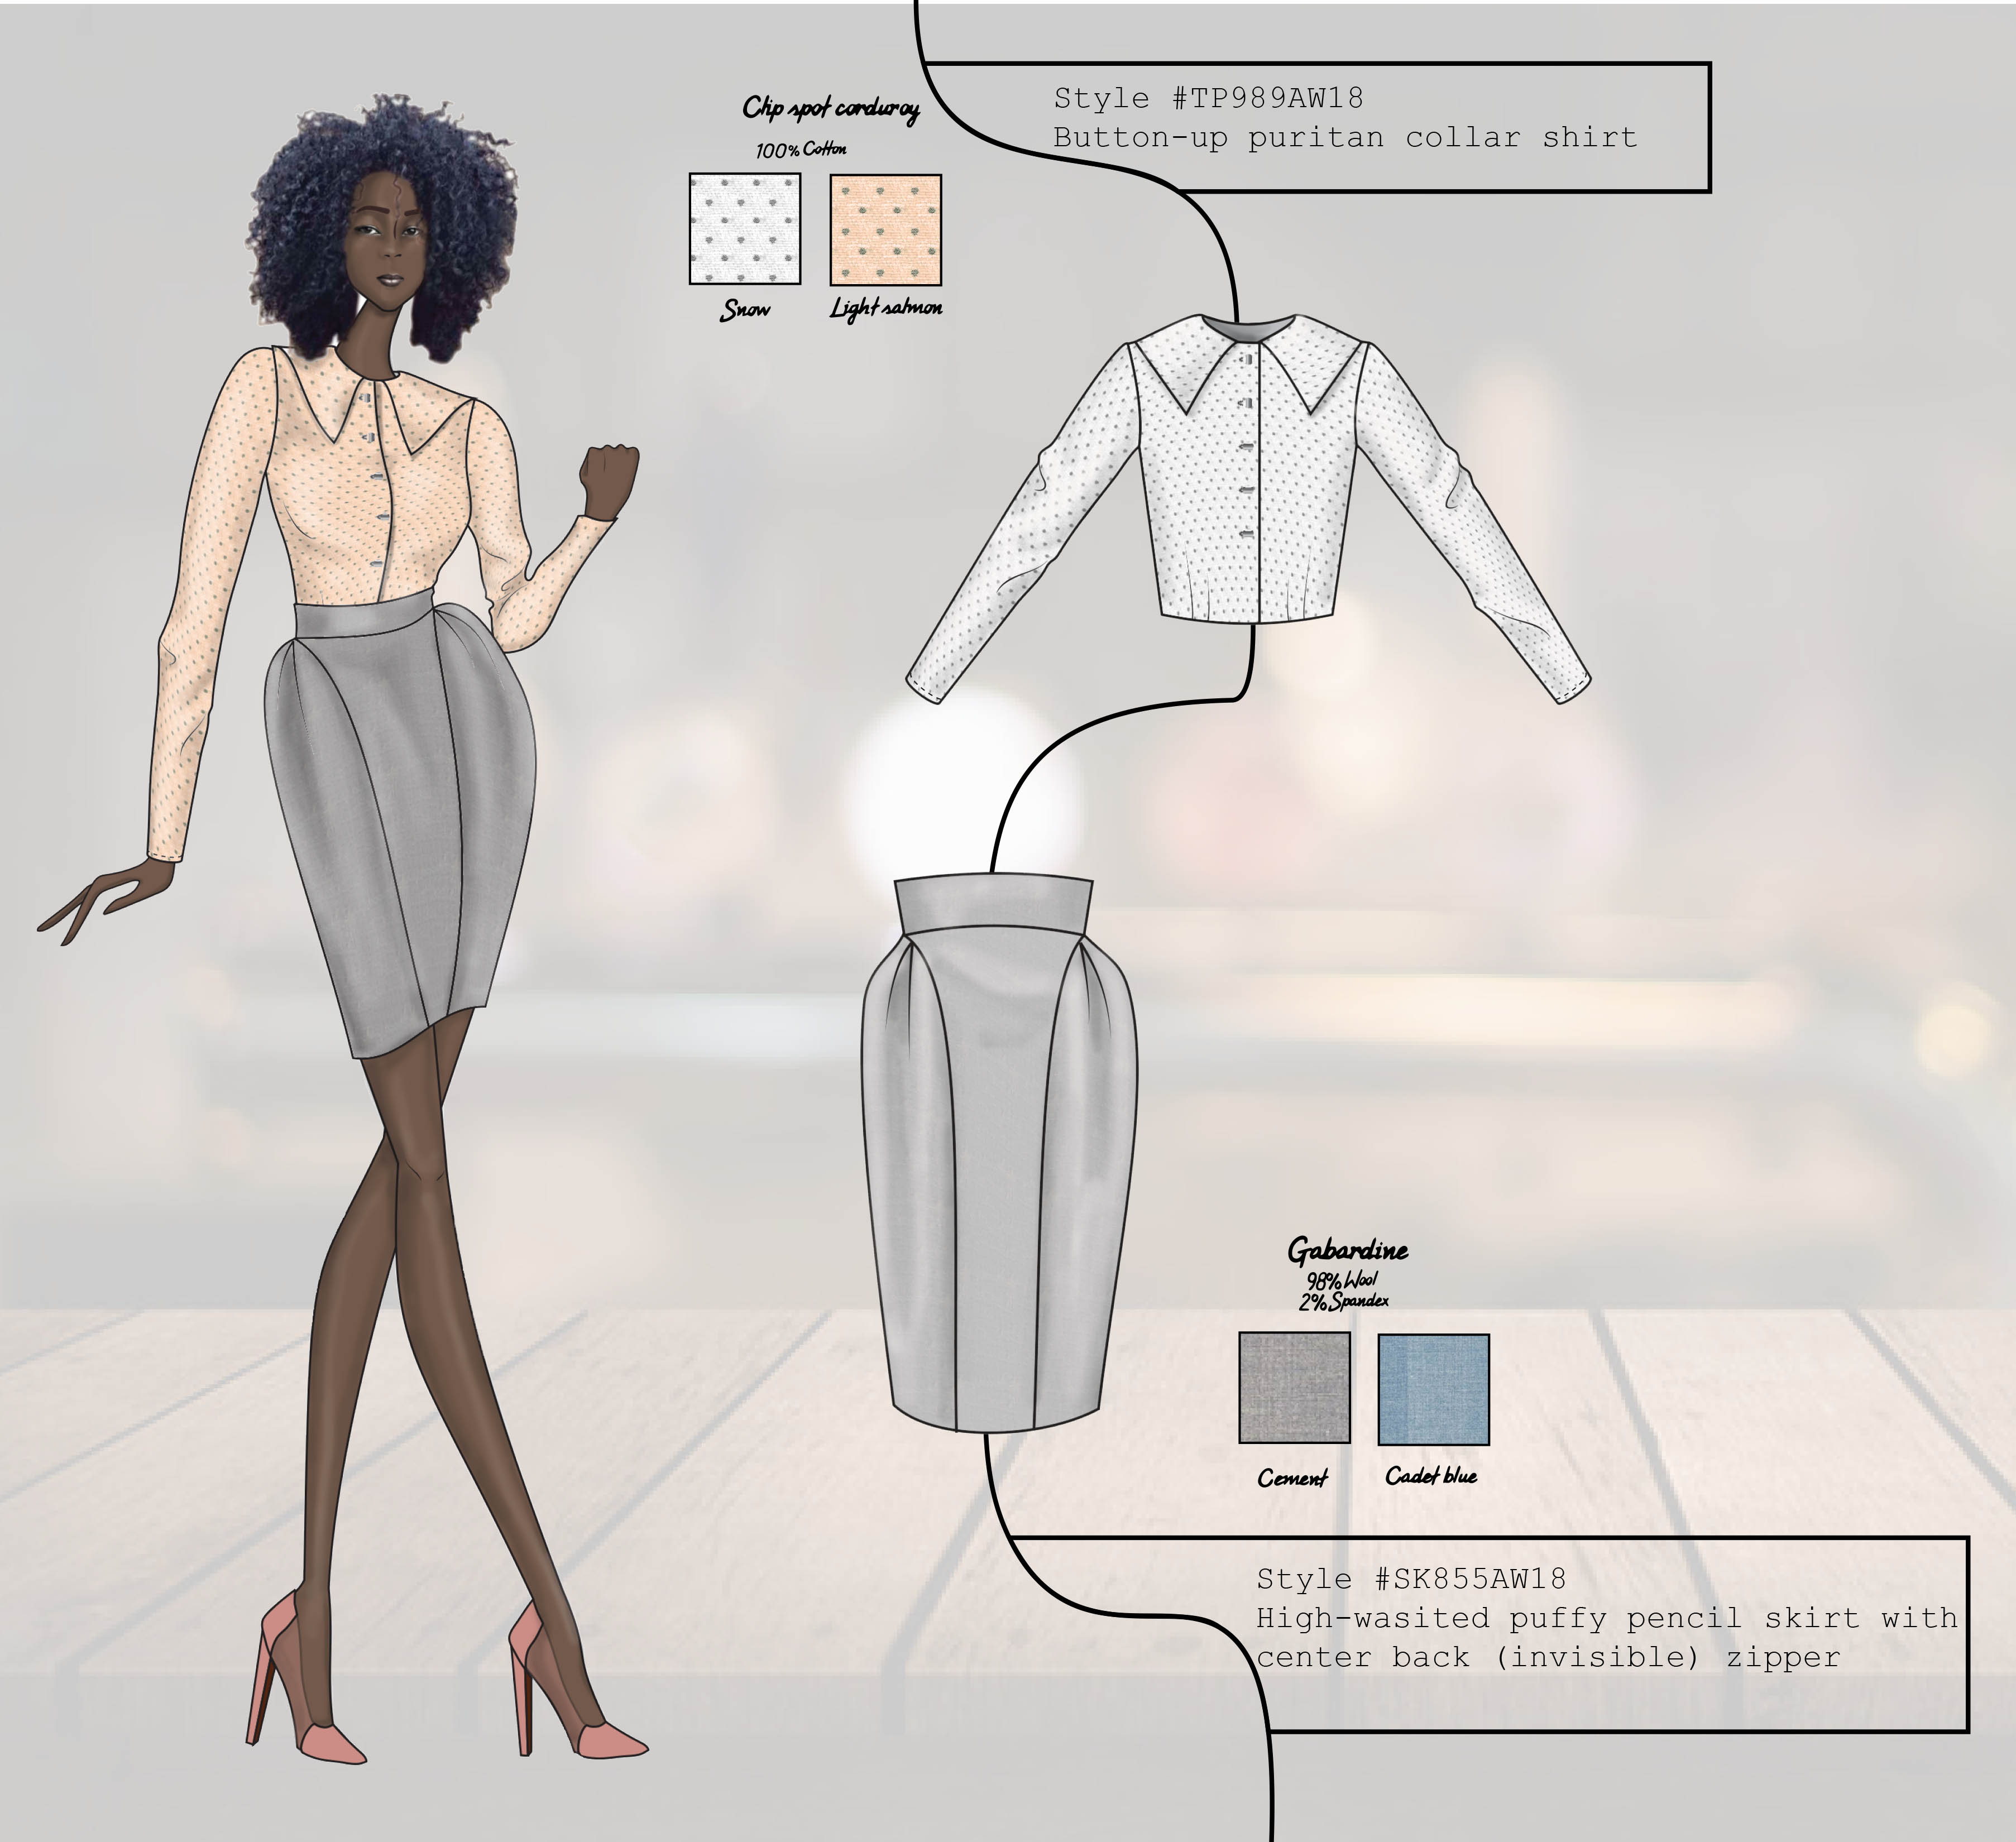 Style #TP989AW18
Button-up puritan collar shirt
Chip spot corduroy
100% Cotton
Snow
Light salmon
Gabardine
98% Wool
2% Spandex
Cement
Cadet blue
Style #SK855AW18
High-wasited puffy pencil skirt with
center back (invisible) zipper